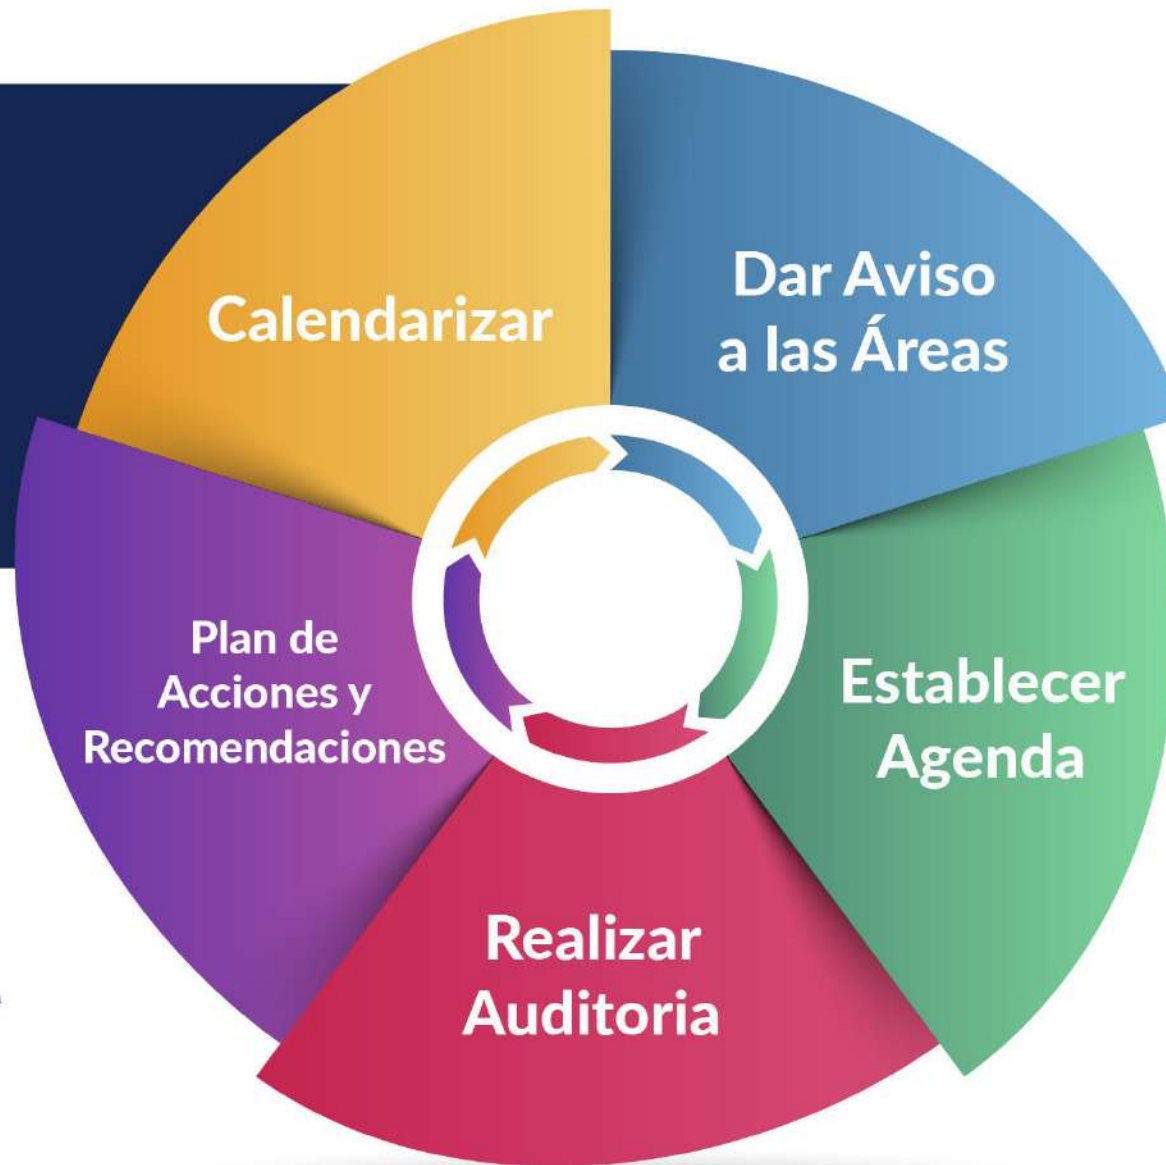 Calendarizar
Dar Aviso
a las Áreas
Establecer
Agenda
Realizar
Auditoria
Plan de
Acciones y
Recomendaciones